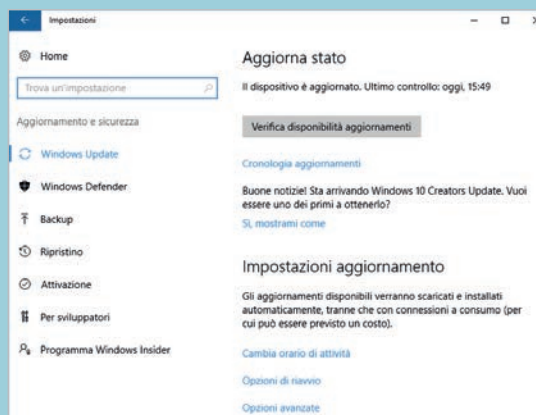 Impostazioni
Home
Trova un'impostazione
Aggiornamento e sicurezza
Windows Update
Windows Defender
Backup
Ripristino
Attivazione
Per sviluppatori
Programma Windows Insider
Aggiorna stato
Il dispositivo è aggiornato. Ultimo controllo: oggi, 15:49
Verifica disponibilità aggiornamenti
Cronologia aggiornamenti
Buone notizie! Sta arrivando Windows 10 Creators Update. Vuoi
essere uno dei primi a ottenerlo?
Sì, mostrami come
Impostazioni aggiornamento
Gli aggiornamenti disponibili verranno scaricati e installati
automaticamente, tranne che con connessioni a consumo (per
cui può essere previsto un costo).
Cambia orario di attività
Opzioni di riavvio
Opzioni avanzate